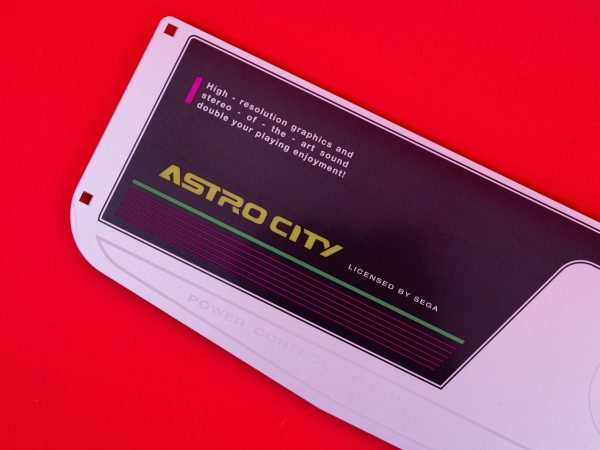 High - resolution graphics and
stereo - of - the - art sound
double your playing enjoyment!
ASTRO CITY
LICENSED BY SEGA
POWER CONTROL SYSTEM